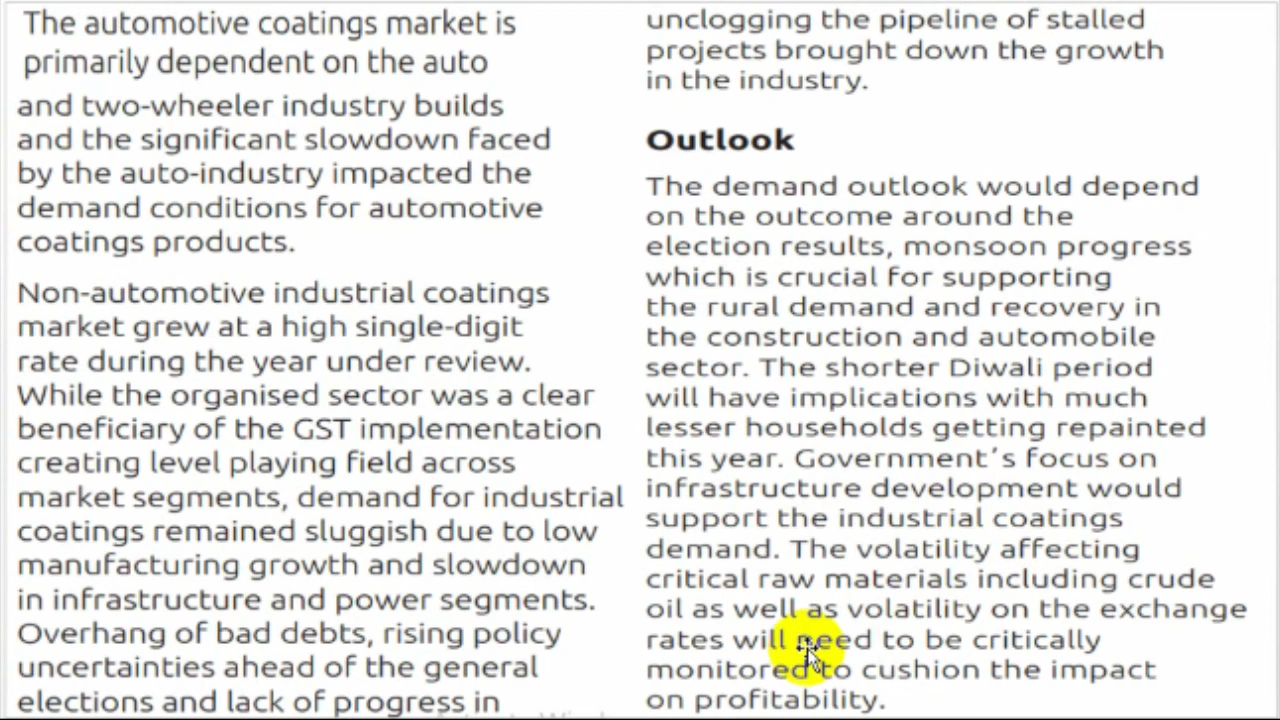 The automotive coatings market is
primarily dependent on the auto
and two-wheeler industry builds
and the significant slowdown faced
by the auto-industry impacted the
demand conditions for automotive
coatings products.
Non-automotive industrial coatings
market grew at a high single-digit
rate during the year under review.
While the organised sector was a clear
beneficiary of the GST implementation
creating level playing field across
market segments, demand for industrial
coatings remained sluggish due to low
manufacturing growth and slowdown
in infrastructure and power segments.
Overhang of bad debts, rising policy
uncertainties ahead of the general
elections and lack of progress in
unclogging the pipeline of stalled
projects brought down the growth
in the industry.
Outlook
The demand outlook would depend
on the outcome around the
election results, monsoon progress
which is crucial for supporting
the rural demand and recovery in
the construction and automobile
sector. The shorter Diwali period
will have implications with much
lesser households getting repainted
this year. Government´s focus on
infrastructure development would
support the industrial coatings
demand. The volatility affecting
critical raw materials including crude
oil as well as volatility on the exchange
rates will need to be critically
monitored to cushion the impact
on profitability.